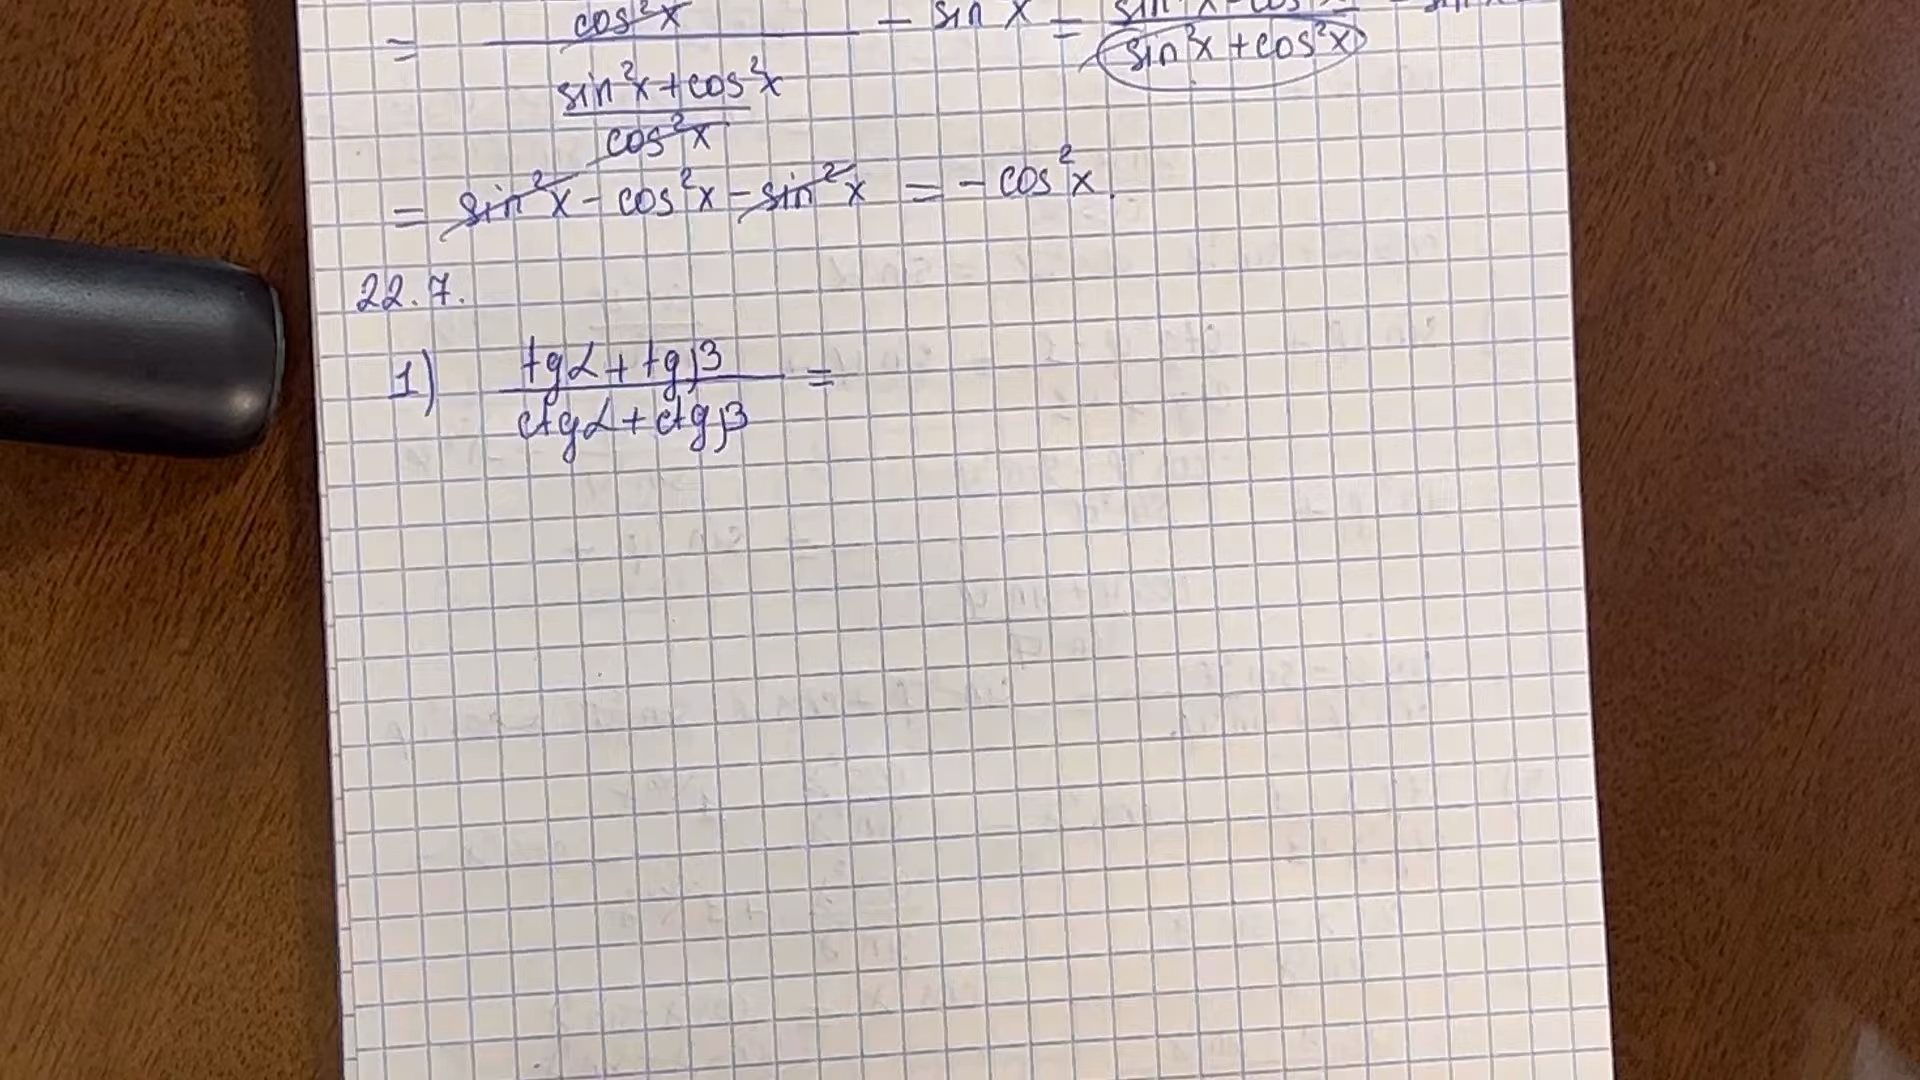 = cos²x / ((sin²x+cos²x)/cos²x) - sin x = / (sin²x+cos²x)
= sin²x - cos²x - sin²x = - cos²x.
22.7.
1) (tgα + tgβ)/(ctgα + ctgβ) =